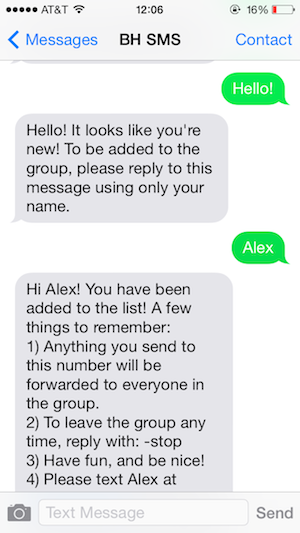 AT&T 12:06 16%
Messages BH SMS Contact
Hello!
Hello! It looks like you're
new! To be added to the
group, please reply to this
message using only your
name.
Alex
Hi Alex! You have been
added to the list! A few
things to remember:
1) Anything you send to
this number will be
forwarded to everyone in
the group.
2) To leave the group any
time, reply with: -stop
3) Have fun, and be nice!
4) Please text Alex at
Text Message Send